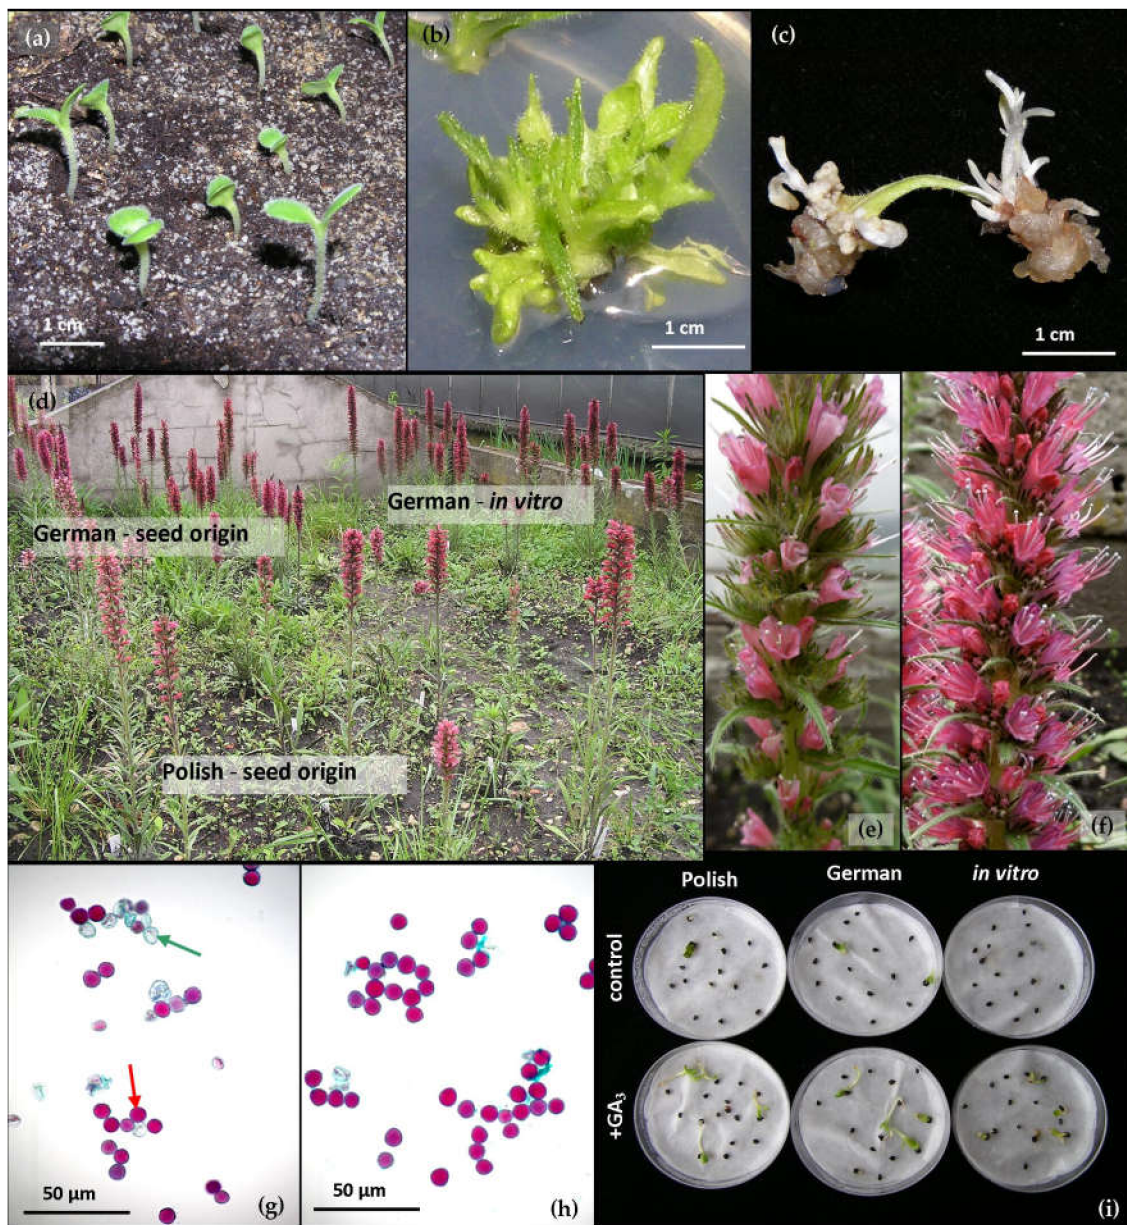 (a)
1 cm
(b)
1 cm
(c)
1 cm
(d)
German - in vitro
German - seed origin
Polish - seed origin
(e)
(f)
50 µm
(g)
50 µm
(h)
Polish German in vitro
control
+GA₃
(i)